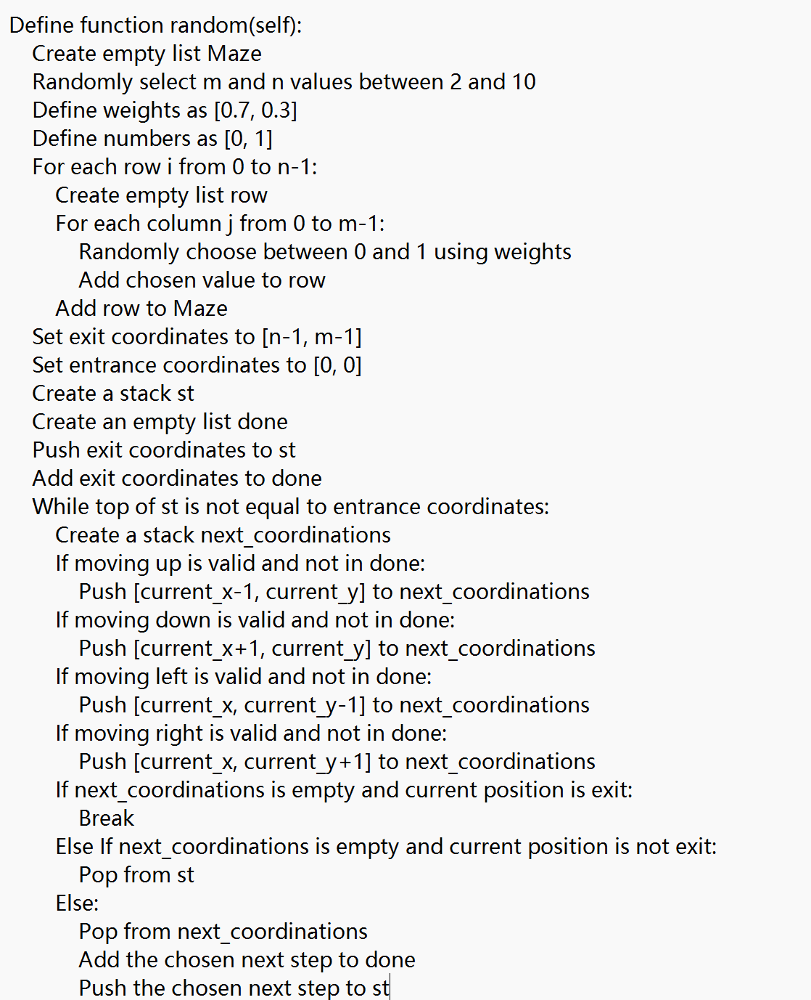 Define function random(self):
Create empty list Maze
Randomly select m and n values between 2 and 10
Define weights as [0.7, 0.3]
Define numbers as [0, 1]
For each row i from 0 to n-1:
Create empty list row
For each column j from 0 to m-1:
Randomly choose between 0 and 1 using weights
Add chosen value to row
Add row to Maze
Set exit coordinates to [n-1, m-1]
Set entrance coordinates to [0, 0]
Create a stack st
Create an empty list done
Push exit coordinates to st
Add exit coordinates to done
While top of st is not equal to entrance coordinates:
Create a stack next_coordinations
If moving up is valid and not in done:
Push [current_x-1, current_y] to next_coordinations
If moving down is valid and not in done:
Push [current_x+1, current_y] to next_coordinations
If moving left is valid and not in done:
Push [current_x, current_y-1] to next_coordinations
If moving right is valid and not in done:
Push [current_x, current_y+1] to next_coordinations
If next_coordinations is empty and current position is exit:
Break
Else If next_coordinations is empty and current position is not exit:
Pop from st
Else:
Pop from next_coordinations
Add the chosen next step to done
Push the chosen next step to st